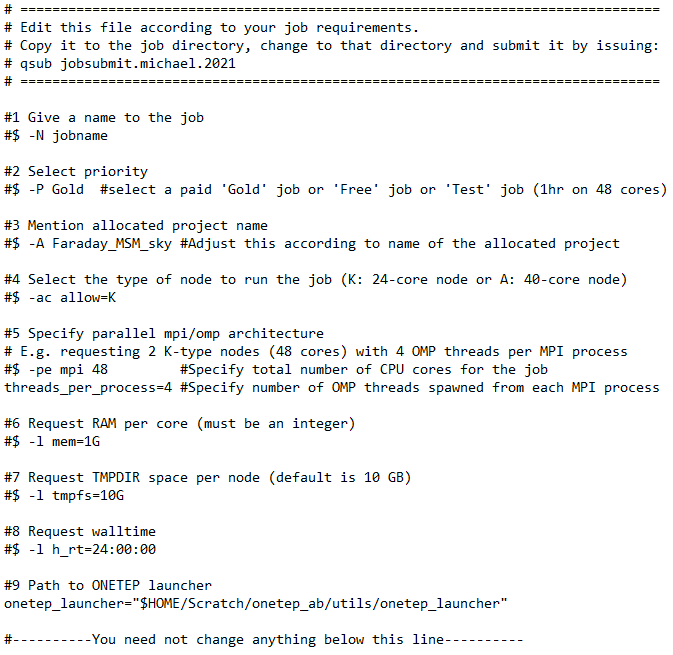 # ================================================================================
# Edit this file according to your job requirements.
# Copy it to the job directory, change to that directory and submit it by issuing:
# qsub jobsubmit.michael.2021
# ================================================================================
#1 Give a name to the job
#$ -N jobname
#2 Select priority
#$ -P Gold  #select a paid 'Gold' job or 'Free' job or 'Test' job (1hr on 48 cores)
#3 Mention allocated project name
#$ -A Faraday_MSM_sky #Adjust this according to name of the allocated project
#4 Select the type of node to run the job (K: 24-core node or A: 40-core node)
#$ -ac allow=K
#5 Specify parallel mpi/omp architecture
# E.g. requesting 2 K-type nodes (48 cores) with 4 OMP threads per MPI process
#$ -pe mpi 48         #Specify total number of CPU cores for the job
threads_per_process=4 #Specify number of OMP threads spawned from each MPI process
#6 Request RAM per core (must be an integer)
#$ -l mem=1G
#7 Request TMPDIR space per node (default is 10 GB)
#$ -l tmpfs=10G
#8 Request walltime
#$ -l h_rt=24:00:00
#9 Path to ONETEP launcher
onetep_launcher="$HOME/Scratch/onetep_ab/utils/onetep_launcher"
#----------You need not change anything below this line----------